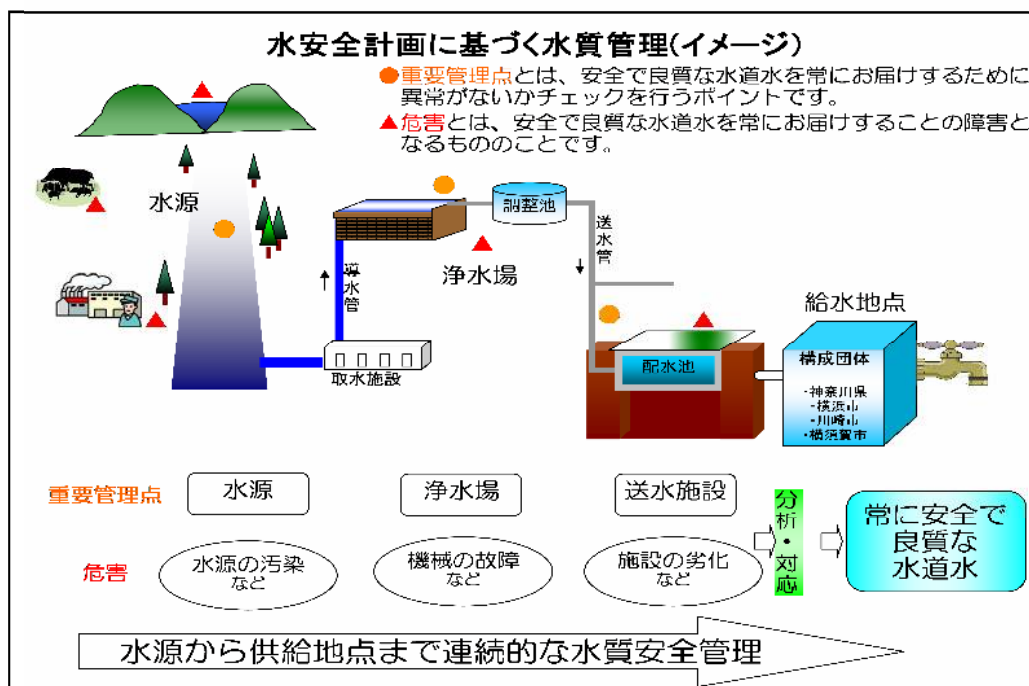 水安全計画に基づく水質管理(イメージ)
●重要管理点とは、安全で良質な水道水を常にお届けするために
異常がないかチェックを行うポイントです。
▲危害とは、安全で良質な水道水を常にお届けすることの障害と
なるもののことです。
水源
導水管
取水施設
浄水場
調整池
送水管
配水池
給水地点
構成団体
・神奈川県
・横浜市
・川崎市
・横須賀市
重要管理点
水源
浄水場
送水施設
危害
水源の汚染
など
機械の故障
など
施設の劣化
など
分析・対応
常に安全で
良質な
水道水
水源から供給地点まで連続的な水質安全管理